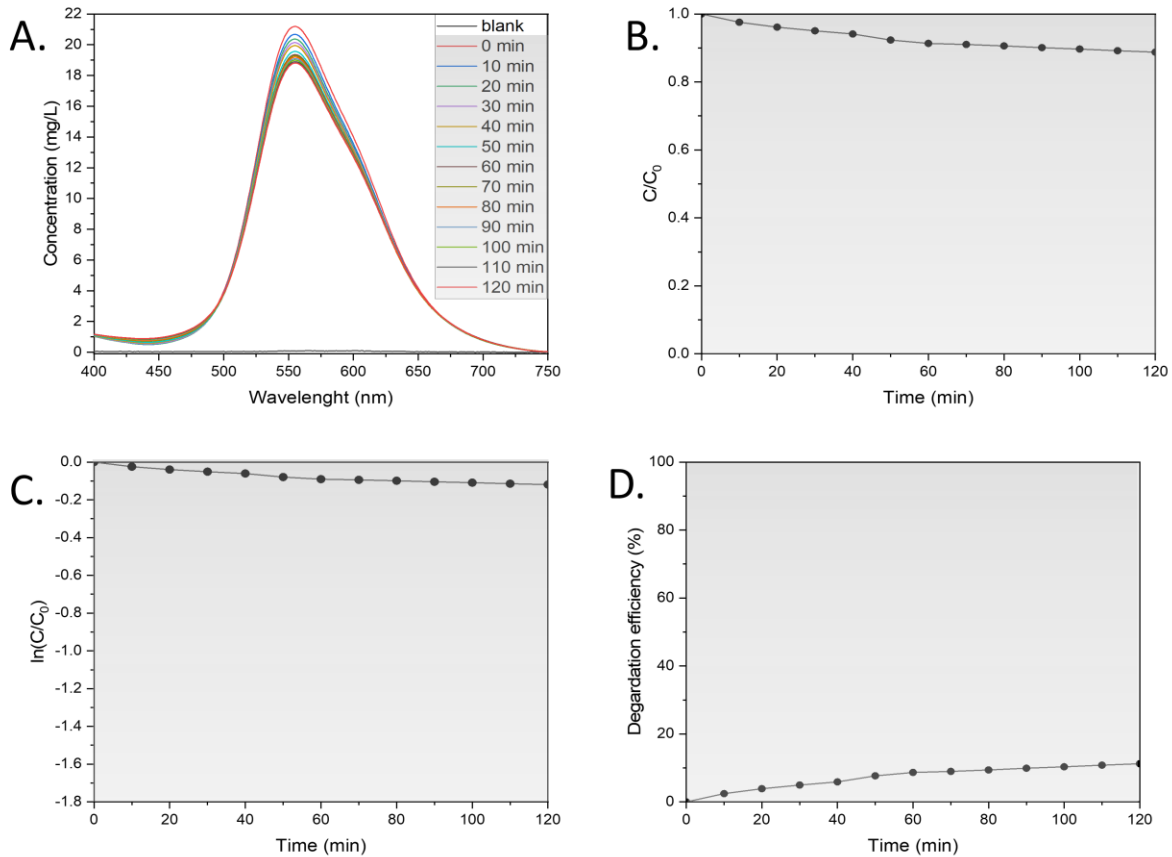 A.
Concentration (mg/L)
22
20
18
16
14
12
10
8
6
4
2
0
400
450
500
550
600
650
700
750
Wavelenght (nm)
blank
0 min
10 min
20 min
30 min
40 min
50 min
60 min
70 min
80 min
90 min
100 min
110 min
120 min
B.
C/C0
1.0
0.8
0.6
0.4
0.2
0.0
0
20
40
60
80
100
120
Time (min)
C.
ln(C/C0)
0.0
-0.2
-0.4
-0.6
-0.8
-1.0
-1.2
-1.4
-1.6
-1.8
0
20
40
60
80
100
120
Time (min)
D.
Degardation efficiency (%)
100
80
60
40
20
0
0
20
40
60
80
100
120
Time (min)